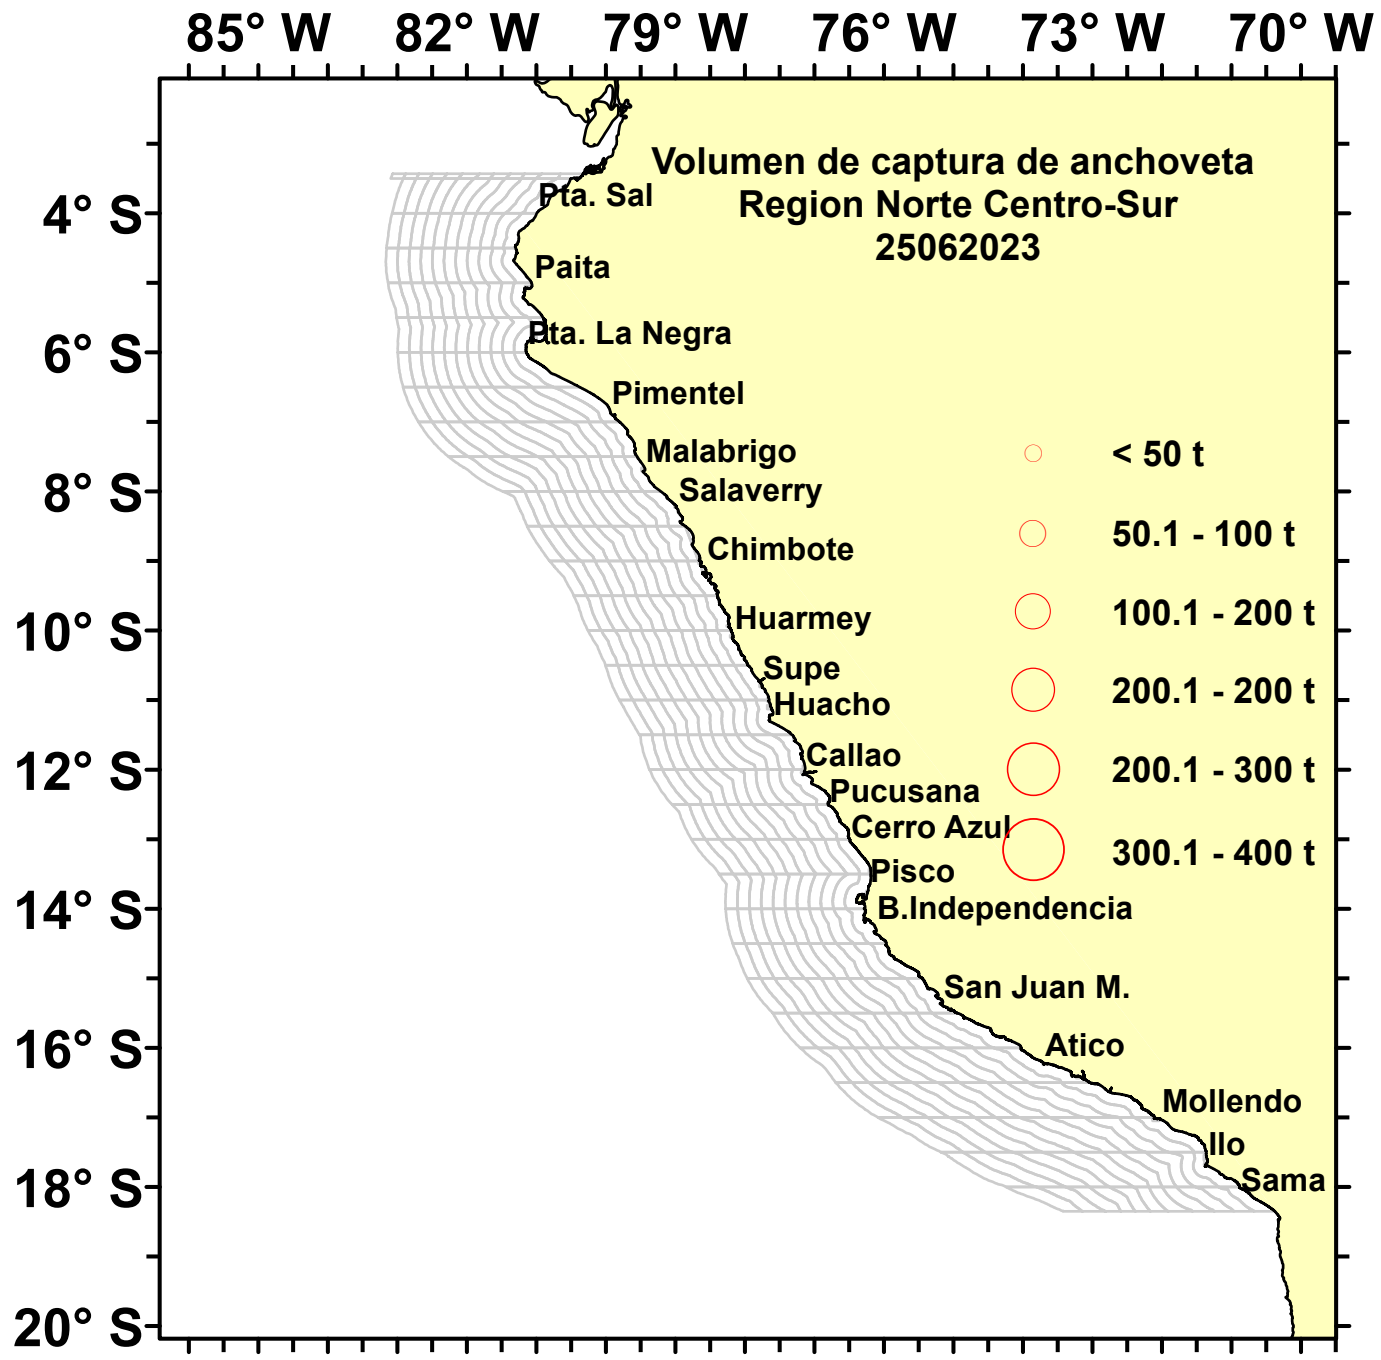 85° W 82° W 79° W 76° W 73° W 70° W
Volumen de captura de anchoveta
Region Norte Centro-Sur
25062023
4° S
6° S
8° S
10° S
12° S
14° S
16° S
18° S
20° S
Pta. Sal
Paita
Pta. La Negra
Pimentel
Malabrigo
Salaverry
Chimbote
Huarmey
Supe
Huacho
Callao
Pucusana
Cerro Azul
Pisco
B.Independencia
San Juan M.
Atico
Mollendo
Ilo
Sama
< 50 t
50.1 - 100 t
100.1 - 200 t
200.1 - 200 t
200.1 - 300 t
300.1 - 400 t